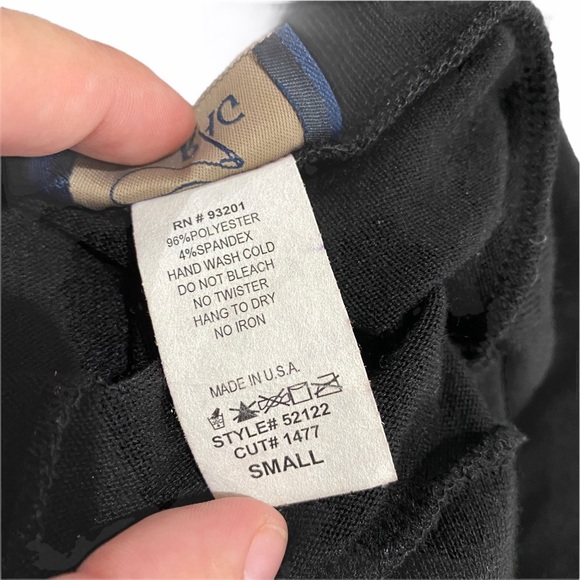 RN # 93201
96%POLYESTER
4%SPANDEX
HAND WASH COLD
DO NOT BLEACH
NO TWISTER
HANG TO DRY
NO IRON
MADE IN U.S.A.
STYLE# 52122
CUT# 1477
SMALL